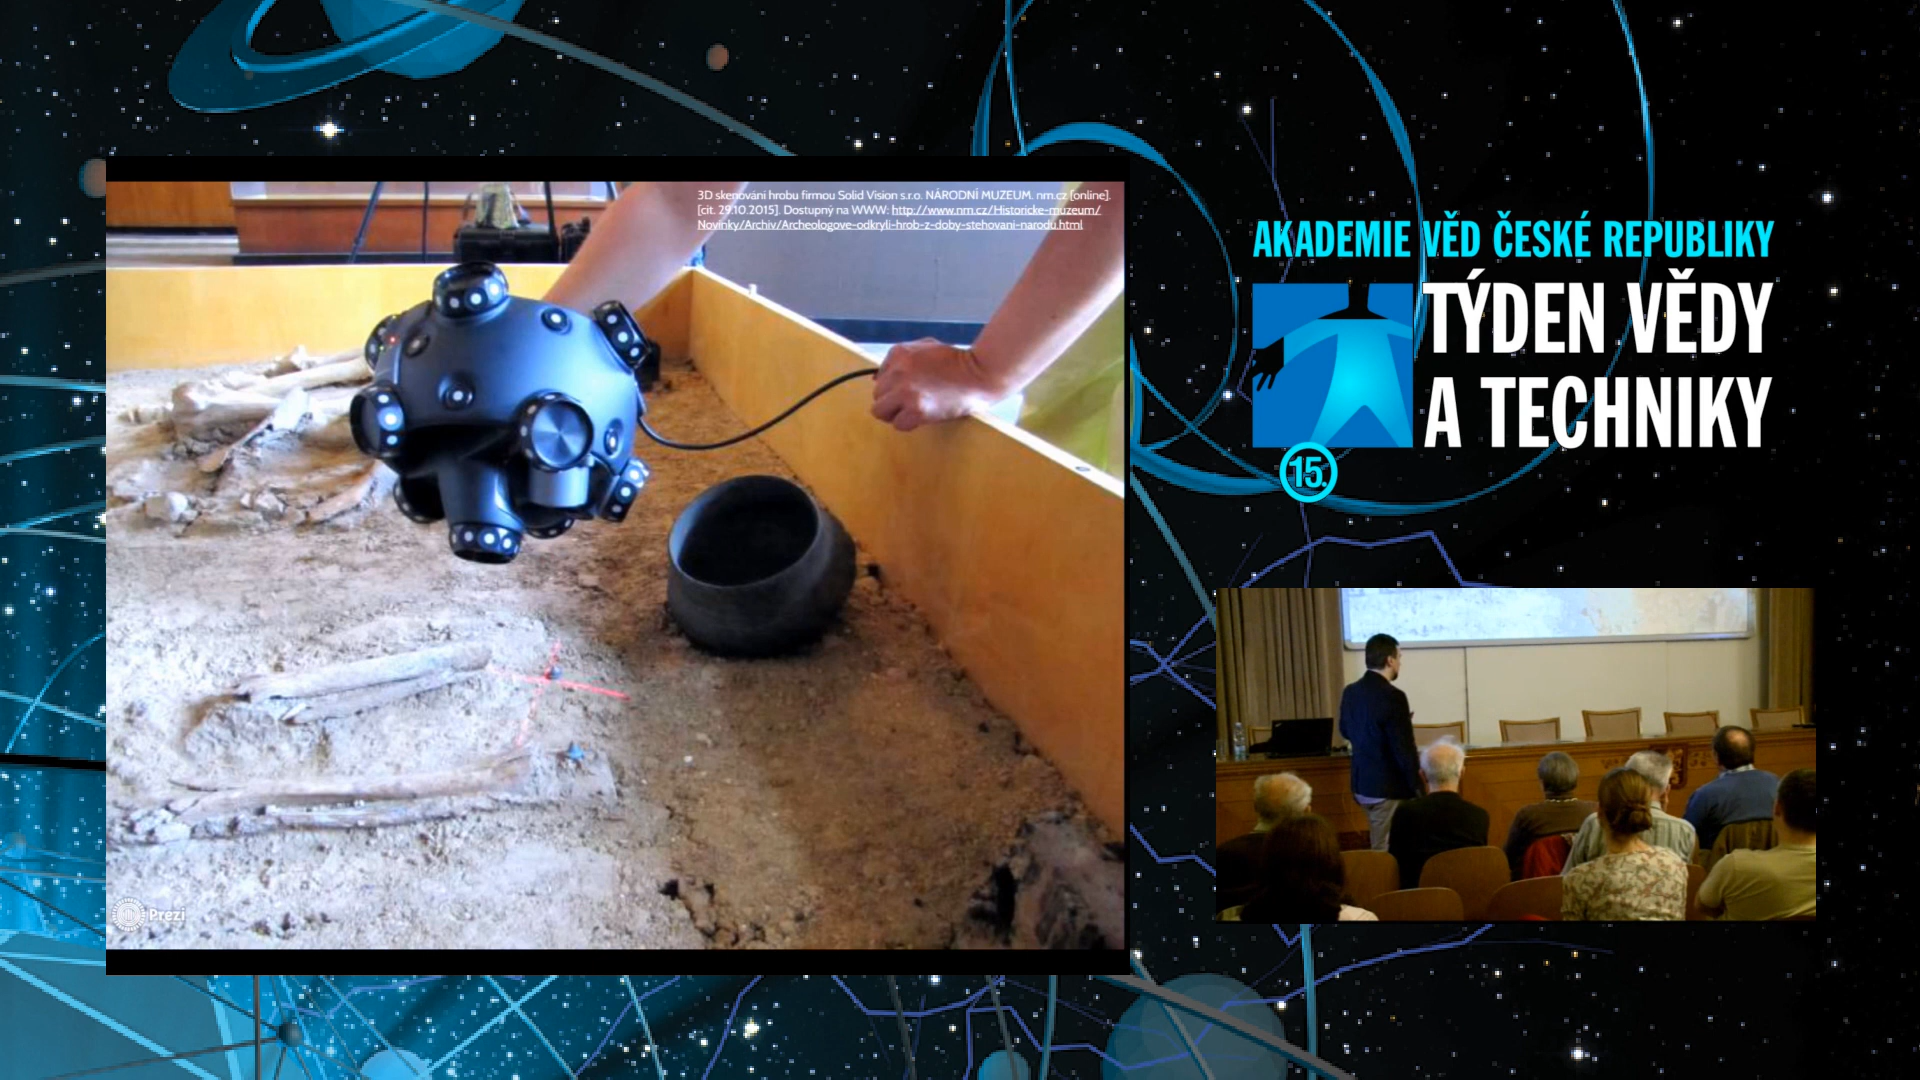 3D skenování hrobu firmou Solid Vision s.r.o. NÁRODNÍ MUZEUM. nm.cz [online].
[cit. 29.10.2015]. Dostupný na WWW: http://www.nm.cz/Historicke-muzeum/
Novinky/Archiv/Archeologove-odkryli-hrob-z-doby-stehovani-narodu.html
Prezi
AKADEMIE VĚD ČESKÉ REPUBLIKY
TÝDEN VĚDY
A TECHNIKY
15.